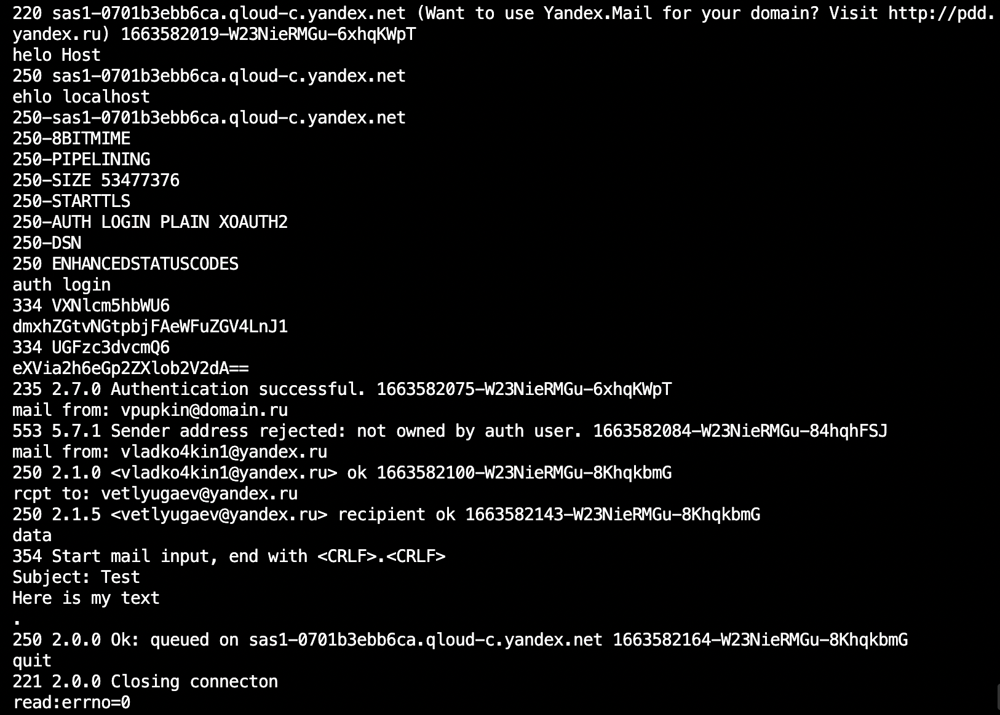 220 sas1-0701b3ebb6ca.qloud-c.yandex.net (Want to use Yandex.Mail for your domain? Visit http://pdd.
yandex.ru) 1663582019-W23NieRMGu-6xhqKWpT
helo Host
250 sas1-0701b3ebb6ca.qloud-c.yandex.net
ehlo localhost
250-sas1-0701b3ebb6ca.qloud-c.yandex.net
250-8BITMIME
250-PIPELINING
250-SIZE 53477376
250-STARTTLS
250-AUTH LOGIN PLAIN XOAUTH2
250-DSN
250 ENHANCEDSTATUSCODES
auth login
334 VXNlcm5hbWU6
dmxhZGtvNGtpbjFAeWFuZGV4LnJ1
334 UGFzc3dvcmQ6
eXVia2h6eGp2ZXlob2V2dA==
235 2.7.0 Authentication successful. 1663582075-W23NieRMGu-6xhqKWpT
mail from: vpupkin@domain.ru
553 5.7.1 Sender address rejected: not owned by auth user. 1663582084-W23NieRMGu-84hqhFSJ
mail from: vladko4kin1@yandex.ru
250 2.1.0 <vladko4kin1@yandex.ru> ok 1663582100-W23NieRMGu-8KhqkbmG
rcpt to: vetlyugaev@yandex.ru
250 2.1.5 <vetlyugaev@yandex.ru> recipient ok 1663582143-W23NieRMGu-8KhqkbmG
data
354 Start mail input, end with <CRLF>.<CRLF>
Subject: Test
Here is my text
.
250 2.0.0 Ok: queued on sas1-0701b3ebb6ca.qloud-c.yandex.net 1663582164-W23NieRMGu-8KhqkbmG
quit
221 2.0.0 Closing connecton
read:errno=0